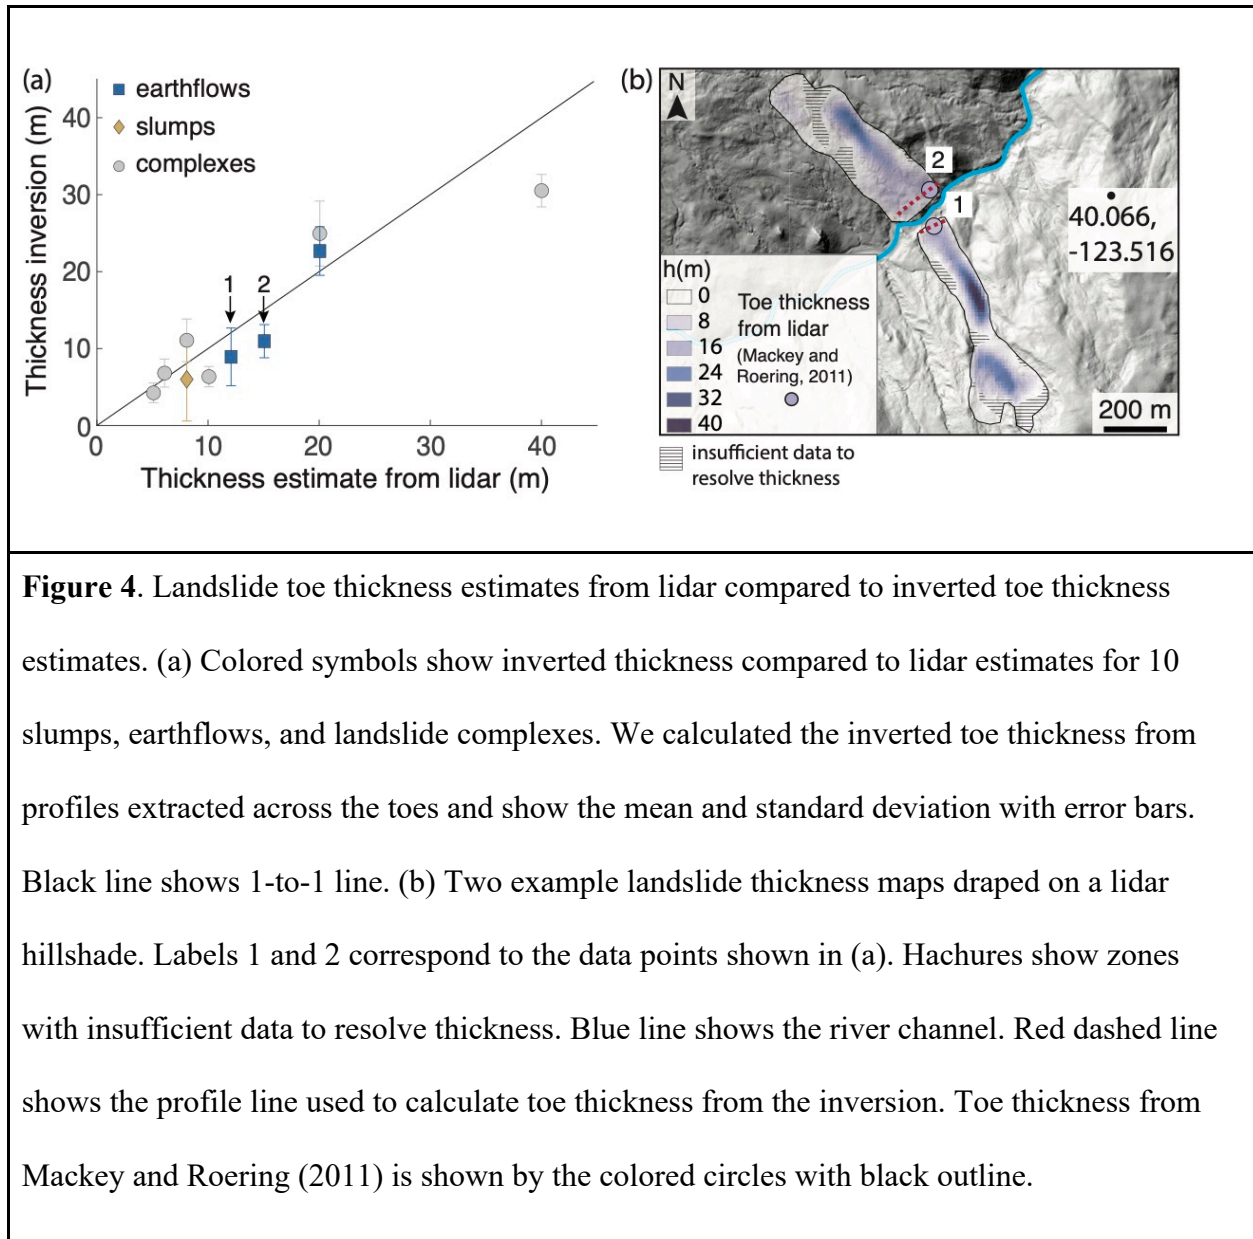 (a)
earthflows
slumps
complexes
Thickness inversion (m)
40
30
20
10
0
1
2
0
10
20
30
40
Thickness estimate from lidar (m)
(b)
N
2
1
40.066,
-123.516
h(m)
0
8
16
24
32
40
Toe thickness
from lidar
(Mackey and
Roering, 2011)
200 m
insufficient data to
resolve thickness
Figure 4. Landslide toe thickness estimates from lidar compared to inverted toe thickness
estimates. (a) Colored symbols show inverted thickness compared to lidar estimates for 10
slumps, earthflows, and landslide complexes. We calculated the inverted toe thickness from
profiles extracted across the toes and show the mean and standard deviation with error bars.
Black line shows 1-to-1 line. (b) Two example landslide thickness maps draped on a lidar
hillshade. Labels 1 and 2 correspond to the data points shown in (a). Hachures show zones
with insufficient data to resolve thickness. Blue line shows the river channel. Red dashed line
shows the profile line used to calculate toe thickness from the inversion. Toe thickness from
Mackey and Roering (2011) is shown by the colored circles with black outline.